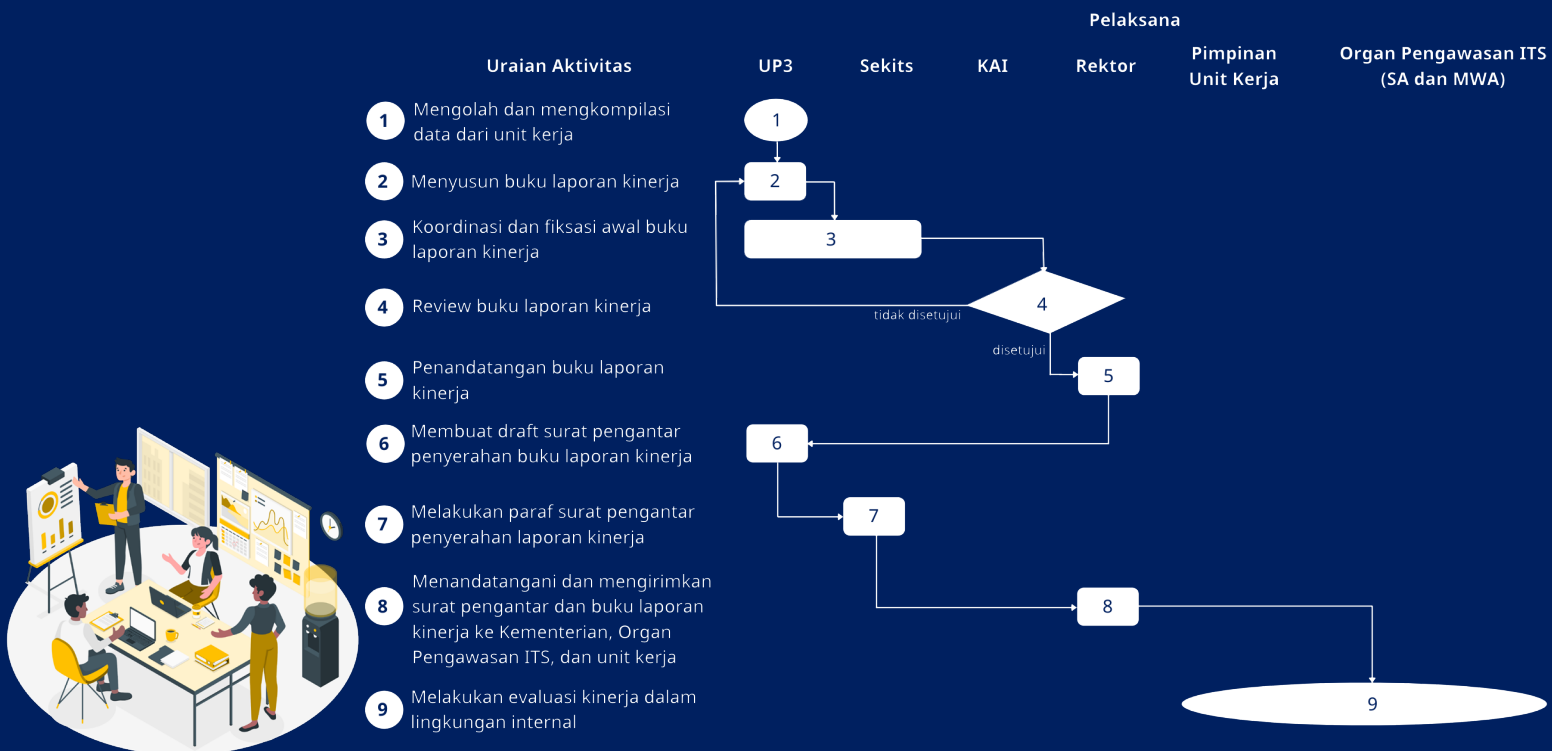 Pelaksana
Uraian Aktivitas
UP3
Sekits
KAI
Rektor
Pimpinan
Unit Kerja
Organ Pengawasan ITS
(SA dan MWA)
1
Mengolah dan mengkompilasi
data dari unit kerja
1
2
Menyusun buku laporan kinerja
2
3
Koordinasi dan fiksasi awal buku
laporan kinerja
3
4
Review buku laporan kinerja
4
tidak disetujui
disetujui
5
Penandatangan buku laporan
kinerja
5
6
Membuat draft surat pengantar
penyerahan buku laporan kinerja
6
7
Melakukan paraf surat pengantar
penyerahan laporan kinerja
7
8
Menandatangani dan mengirimkan
surat pengantar dan buku laporan
kinerja ke Kementerian, Organ
Pengawasan ITS, dan unit kerja
8
9
Melakukan evaluasi kinerja dalam
lingkungan internal
9